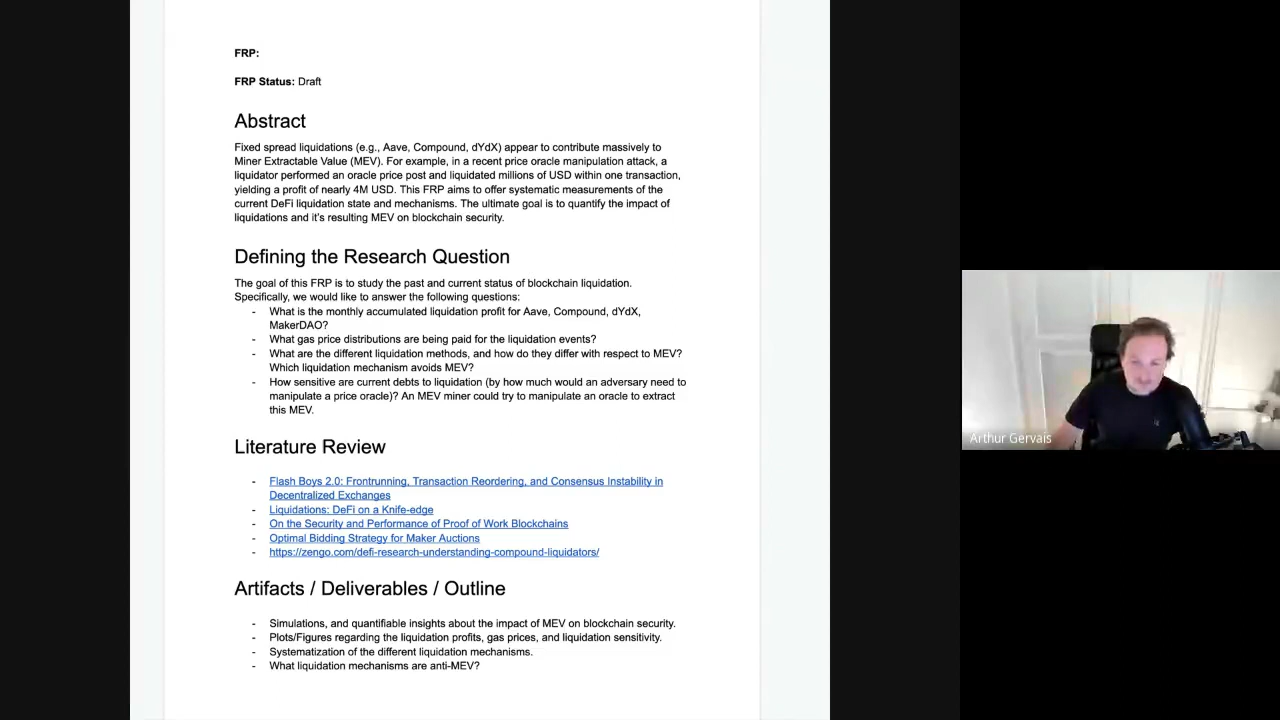 FRP:
FRP Status: Draft
Abstract
Fixed spread liquidations (e.g., Aave, Compound, dYdX) appear to contribute massively to
Miner Extractable Value (MEV). For example, in a recent price oracle manipulation attack, a
liquidator performed an oracle price post and liquidated millions of USD within one transaction,
yielding a profit of nearly 4M USD. This FRP aims to offer systematic measurements of the
current DeFi liquidation state and mechanisms. The ultimate goal is to quantify the impact of
liquidations and it's resulting MEV on blockchain security.
Defining the Research Question
The goal of this FRP is to study the past and current status of blockchain liquidation.
Specifically, we would like to answer the following questions:
- What is the monthly accumulated liquidation profit for Aave, Compound, dYdX,
MakerDAO?
- What gas price distributions are being paid for the liquidation events?
- What are the different liquidation methods, and how do they differ with respect to MEV?
Which liquidation mechanism avoids MEV?
- How sensitive are current debts to liquidation (by how much would an adversary need to
manipulate a price oracle)? An MEV miner could try to manipulate an oracle to extract
this MEV.
Literature Review
- Flash Boys 2.0: Frontrunning, Transaction Reordering, and Consensus Instability in
Decentralized Exchanges
- Liquidations: DeFi on a Knife-edge
- On the Security and Performance of Proof of Work Blockchains
- Optimal Bidding Strategy for Maker Auctions
- https://zengo.com/defi-research-understanding-compound-liquidators/
Artifacts / Deliverables / Outline
- Simulations, and quantifiable insights about the impact of MEV on blockchain security.
- Plots/Figures regarding the liquidation profits, gas prices, and liquidation sensitivity.
- Systematization of the different liquidation mechanisms.
- What liquidation mechanisms are anti-MEV?
Arthur Gervais